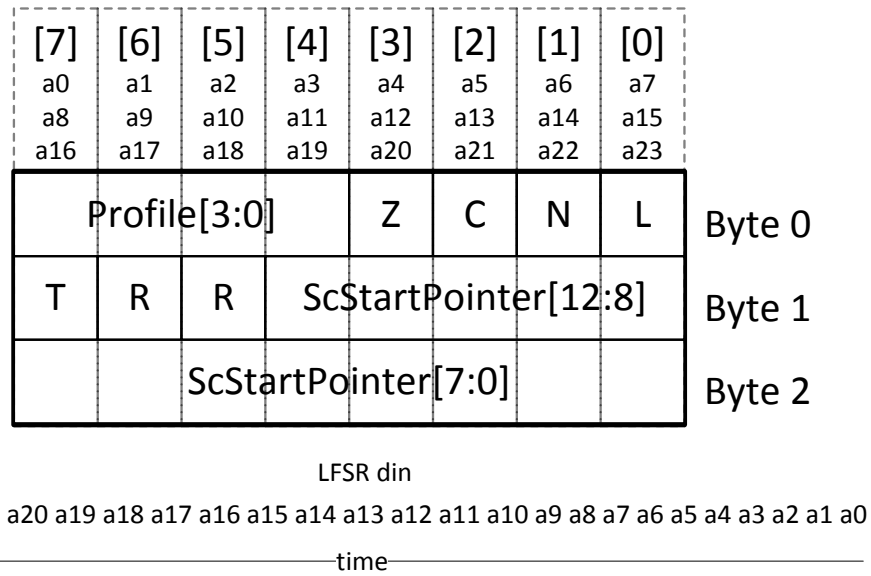 [7] [6] [5] [4] [3] [2] [1] [0]
a0 a1 a2 a3 a4 a5 a6 a7
a8 a9 a10 a11 a12 a13 a14 a15
a16 a17 a18 a19 a20 a21 a22 a23
Profile[3:0] Z C N L Byte 0
T R R ScStartPointer[12:8] Byte 1
ScStartPointer[7:0] Byte 2
LFSR din
a20 a19 a18 a17 a16 a15 a14 a13 a12 a11 a10 a9 a8 a7 a6 a5 a4 a3 a2 a1 a0
time